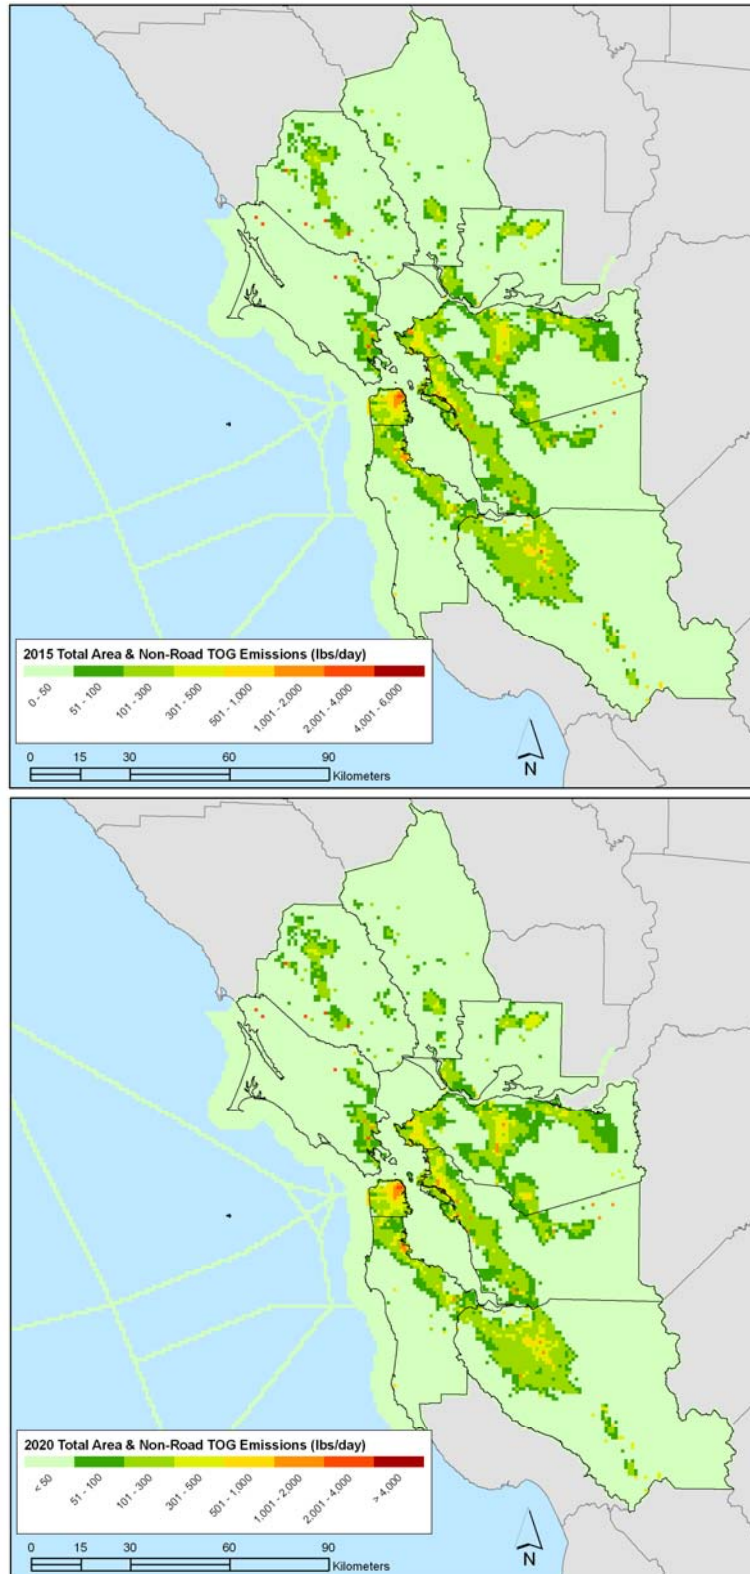 2015 Total Area & Non-Road TOG Emissions (lbs/day)
0 - 50
51 - 100
101 - 300
301 - 500
501 - 1,000
1,001 - 2,000
2,001 - 4,000
4,001 - 6,000
0 15 30 60 90
Kilometers
N
2020 Total Area & Non-Road TOG Emissions (lbs/day)
< 50
51 - 100
101 - 300
301 - 500
501 - 1,000
1,001 - 2,000
2,001 - 4,000
> 4,000
0 15 30 60 90
Kilometers
N